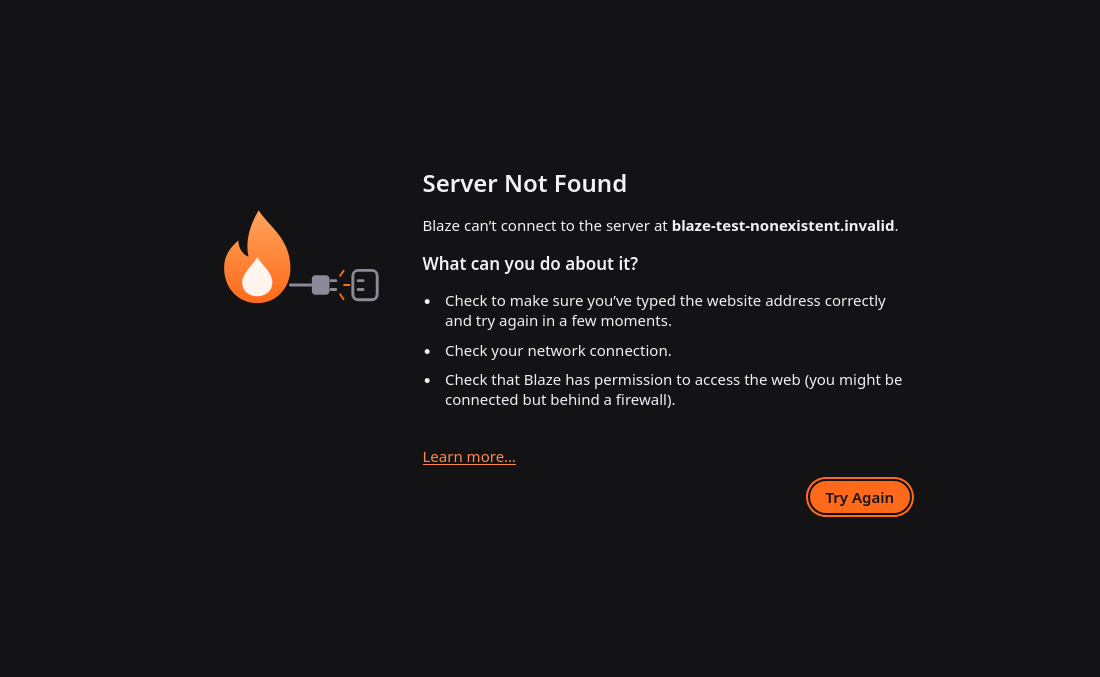 Server Not Found
Blaze can’t connect to the server at blaze-test-nonexistent.invalid.
What can you do about it?
• Check to make sure you’ve typed the website address correctly
and try again in a few moments.
• Check your network connection.
• Check that Blaze has permission to access the web (you might be
connected but behind a firewall).
Learn more…
Try Again